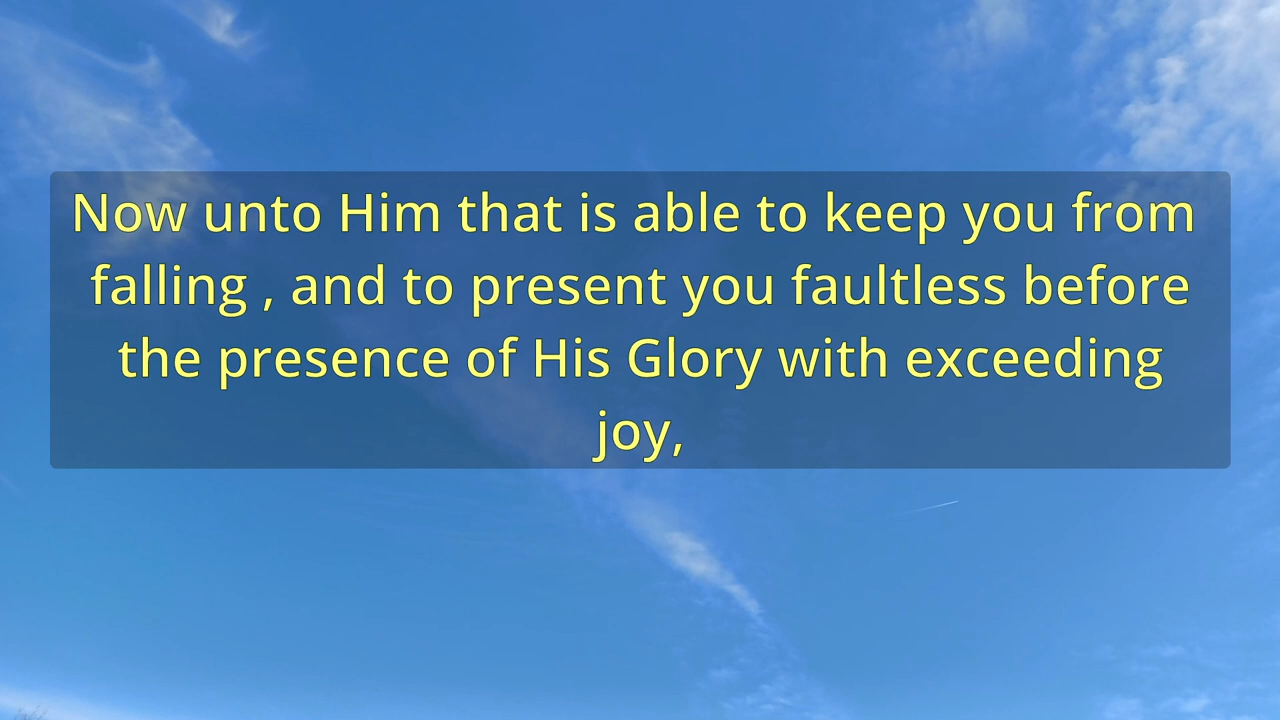 Now unto Him that is able to keep you from
falling , and to present you faultless before
the presence of His Glory with exceeding
joy,